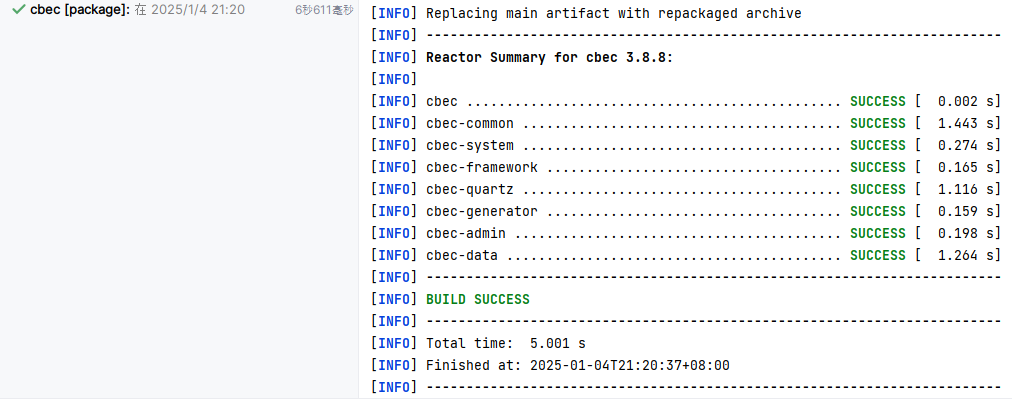 cbec [package]: 在 2025/1/4 21:20 6秒611毫秒
[INFO] Replacing main artifact with repackaged archive
[INFO] ------------------------------------------------------------------------
[INFO] Reactor Summary for cbec 3.8.8:
[INFO]
[INFO] cbec ............................................... SUCCESS [  0.002 s]
[INFO] cbec-common ........................................ SUCCESS [  1.443 s]
[INFO] cbec-system ........................................ SUCCESS [  0.274 s]
[INFO] cbec-framework ..................................... SUCCESS [  0.165 s]
[INFO] cbec-quartz ........................................ SUCCESS [  1.116 s]
[INFO] cbec-generator ..................................... SUCCESS [  0.159 s]
[INFO] cbec-admin ......................................... SUCCESS [  0.198 s]
[INFO] cbec-data .......................................... SUCCESS [  1.264 s]
[INFO] ------------------------------------------------------------------------
[INFO] BUILD SUCCESS
[INFO] ------------------------------------------------------------------------
[INFO] Total time:  5.001 s
[INFO] Finished at: 2025-01-04T21:20:37+08:00
[INFO] ------------------------------------------------------------------------